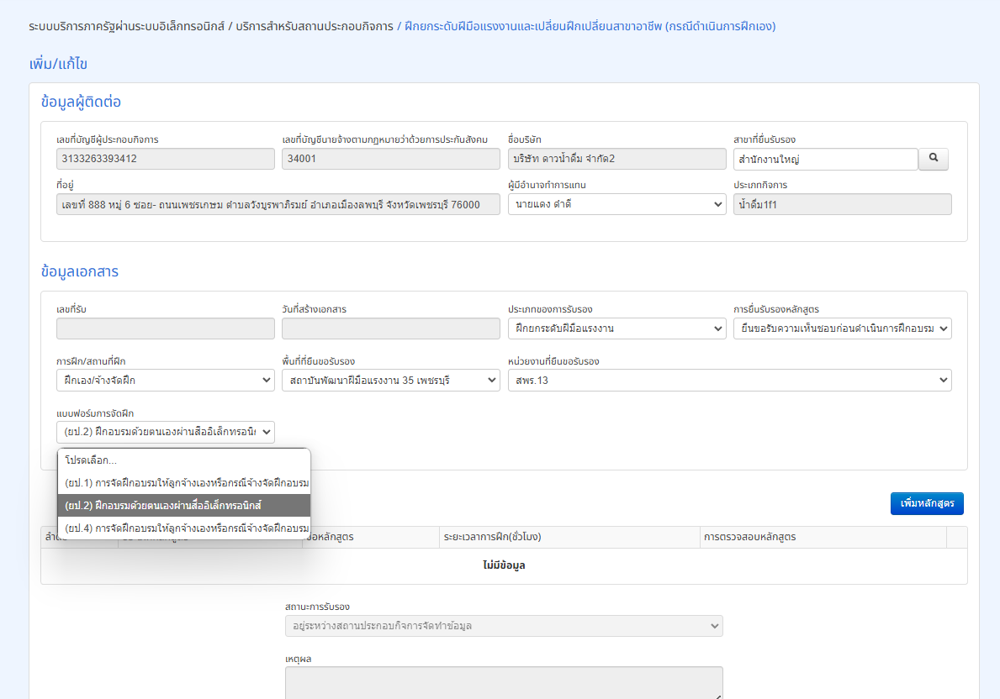 ระบบบริการภาครัฐผ่านระบบอิเล็กทรอนิกส์ / บริการสำหรับสถานประกอบกิจการ / ฝึกยกระดับฝีมือแรงงานและเปลี่ยนฝึกเปลี่ยนสาขาอาชีพ (กรณีดำเนินการฝึกเอง)
เพิ่ม/แก้ไข
ข้อมูลผู้ติดต่อ
เลขที่บัญชีผู้ประกอบกิจการ เลขที่บัญชีนายจ้างตามกฎหมายว่าด้วยการประกันสังคม ชื่อบริษัท สาขาที่ยื่นรับรอง
3133263393412 34001 บริษัท ดาวน้ำดื่ม จำกัด2 สำนักงานใหญ่
ที่อยู่ ผู้มีอำนาจทำการแทน ประเภทกิจการ
เลขที่ 888 หมู่ 6 ซอย- ถนนเพชรเกษม ตำบลวังบูรพาภิรมย์ อำเภอเมืองลพบุรี จังหวัดเพชรบุรี 76000 นายแดง ดำดี น้ำดื่ม1f1
ข้อมูลเอกสาร
เลขที่รับ วันที่สร้างเอกสาร ประเภทของการรับรอง การยื่นรับรองหลักสูตร
ฝึกยกระดับฝีมือแรงงาน ยื่นขอรับความเห็นชอบก่อนดำเนินการฝึกอบรม
การฝึก/สถานที่ฝึก พื้นที่ที่ยื่นขอรับรอง หน่วยงานที่ยื่นขอรับรอง
ฝึกเอง/จ้างจัดฝึก สถาบันพัฒนาฝีมือแรงงาน 35 เพชรบุรี สพร.13
แบบฟอร์มการจัดฝึก
(ยป.2) ฝึกอบรมด้วยตนเองผ่านสื่ออิเล็กทรอนิ
โปรดเลือก...
(ยป.1) การจัดฝึกอบรมให้ลูกจ้างเองหรือกรณีจ้างจัดฝึกอบรม
(ยป.2) ฝึกอบรมด้วยตนเองผ่านสื่ออิเล็กทรอนิกส์
(ยป.4) การจัดฝึกอบรมให้ลูกจ้างเองหรือกรณีจ้างจัดฝึกอบรม
เพิ่มหลักสูตร
ระยะเวลาการฝึก(ชั่วโมง) การตรวจสอบหลักสูตร
ไม่มีข้อมูล
สถานะการรับรอง
อยู่ระหว่างสถานประกอบกิจการจัดทำข้อมูล
เหตุผล